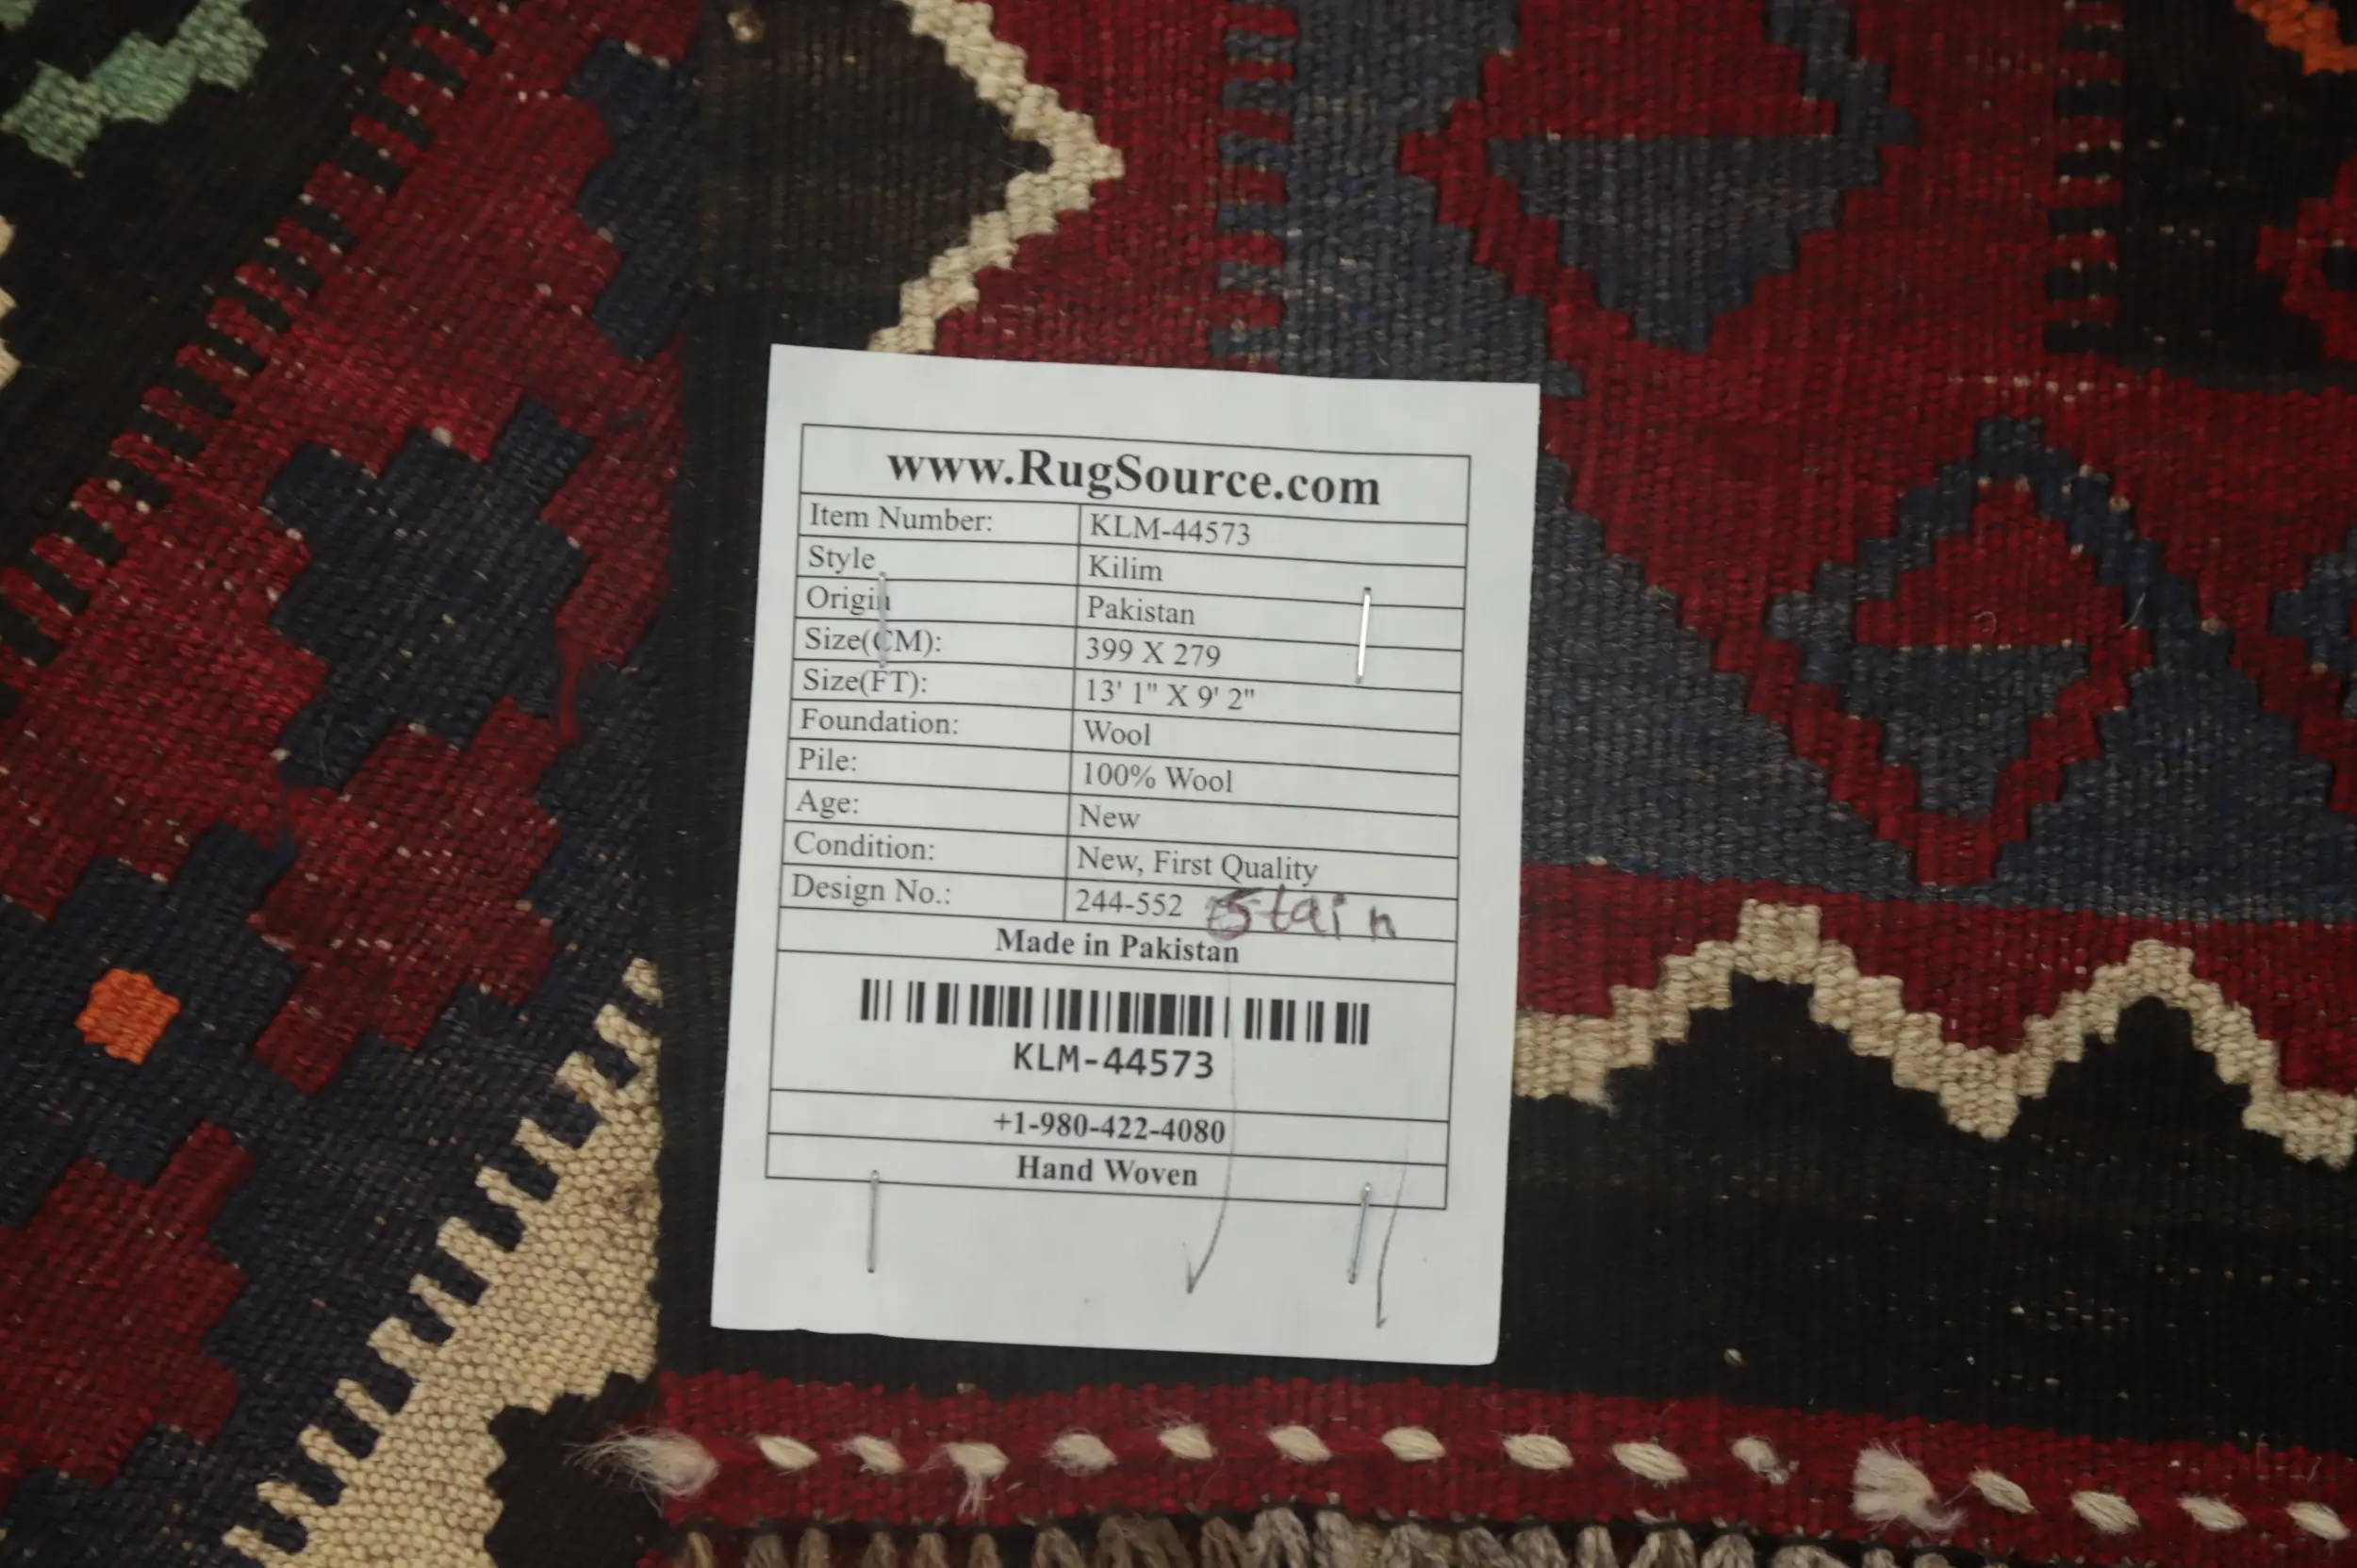 www.RugSource.com
Item Number: KLM-44573
Style Kilim
Origin Pakistan
Size(CM): 399 X 279
Size(FT): 13' 1" X 9' 2"
Foundation: Wool
Pile: 100% Wool
Age: New
Condition: New, First Quality
Design No.: 244-552 Stain
Made in Pakistan
KLM-44573
+1-980-422-4080
Hand Woven